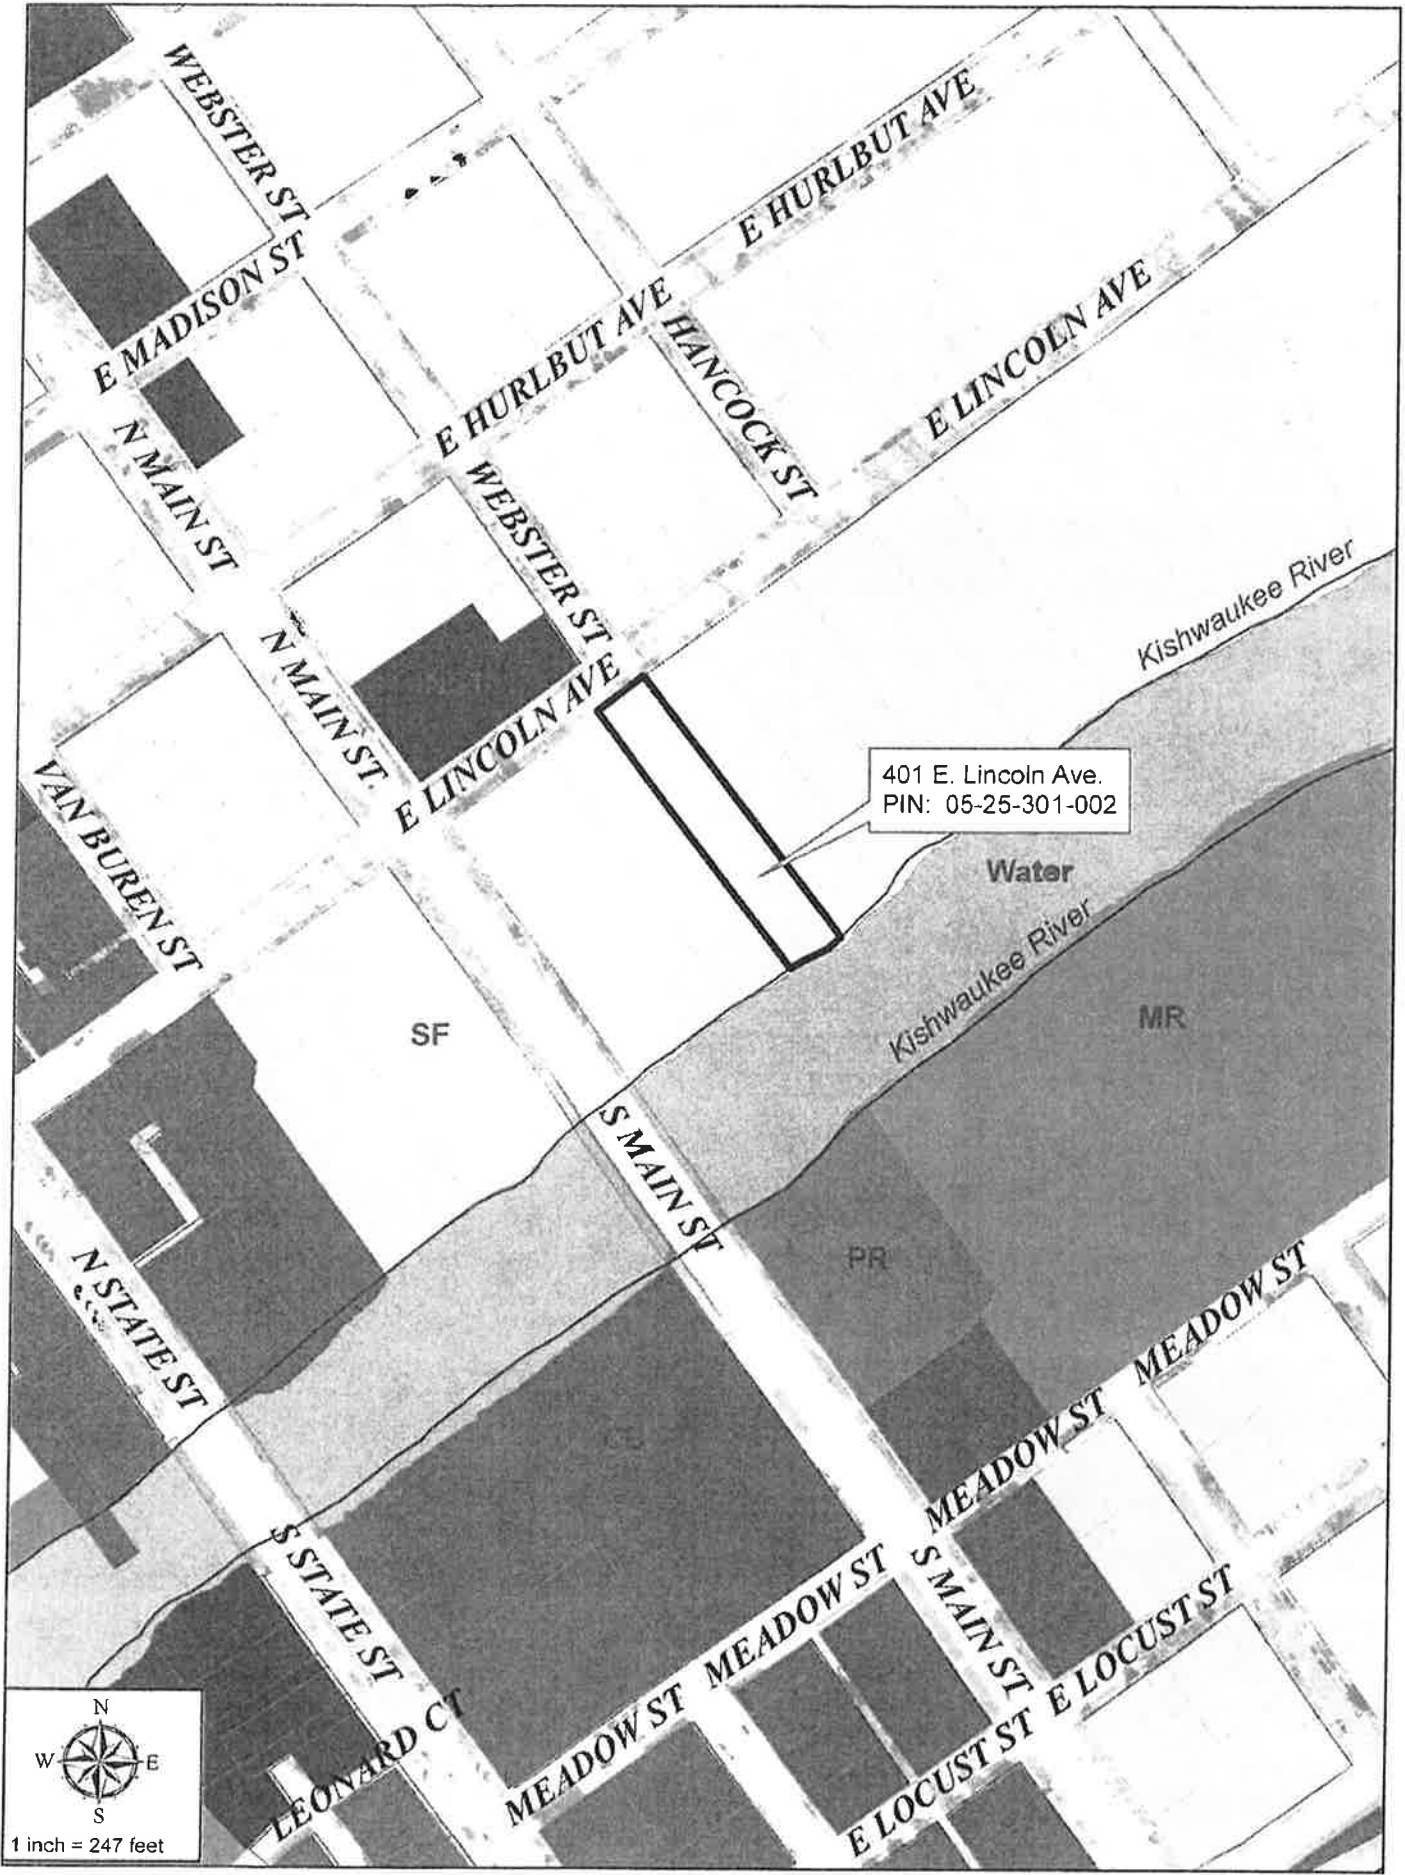 WEBSTER ST
E HURLBUT AVE
E MADISON ST
E HURLBUT AVE
HANCOCK ST
E LINCOLN AVE
N MAIN ST
WEBSTER ST
Kishwaukee River
N MAIN ST.
E LINCOLN AVE
401 E. Lincoln Ave.
PIN: 05-25-301-002
VAN BUREN ST
Water
Kishwaukee River
SF
MR
S MAIN ST
PR
N STATE ST
MEADOW ST
MEADOW ST
S STATE ST
MEADOW ST
S MAIN ST
E LOCUST ST
LEONARD CT
MEADOW ST
E LOCUST ST
N
W E
S
1 inch = 247 feet